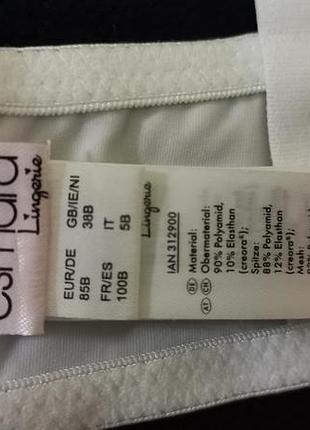 esmara
Lingerie
EUR/DE GB/IE/NI
85B 38B
FR/ES IT
100B 5B
Lingerie
IAN 312900
DE AT CH
Material:
Obermaterial:
90% Polyamid,
10% Elasthan
(creora®);
Spitze:
88% Polyamid,
12% Elasthan
(creora®);
Mesh: